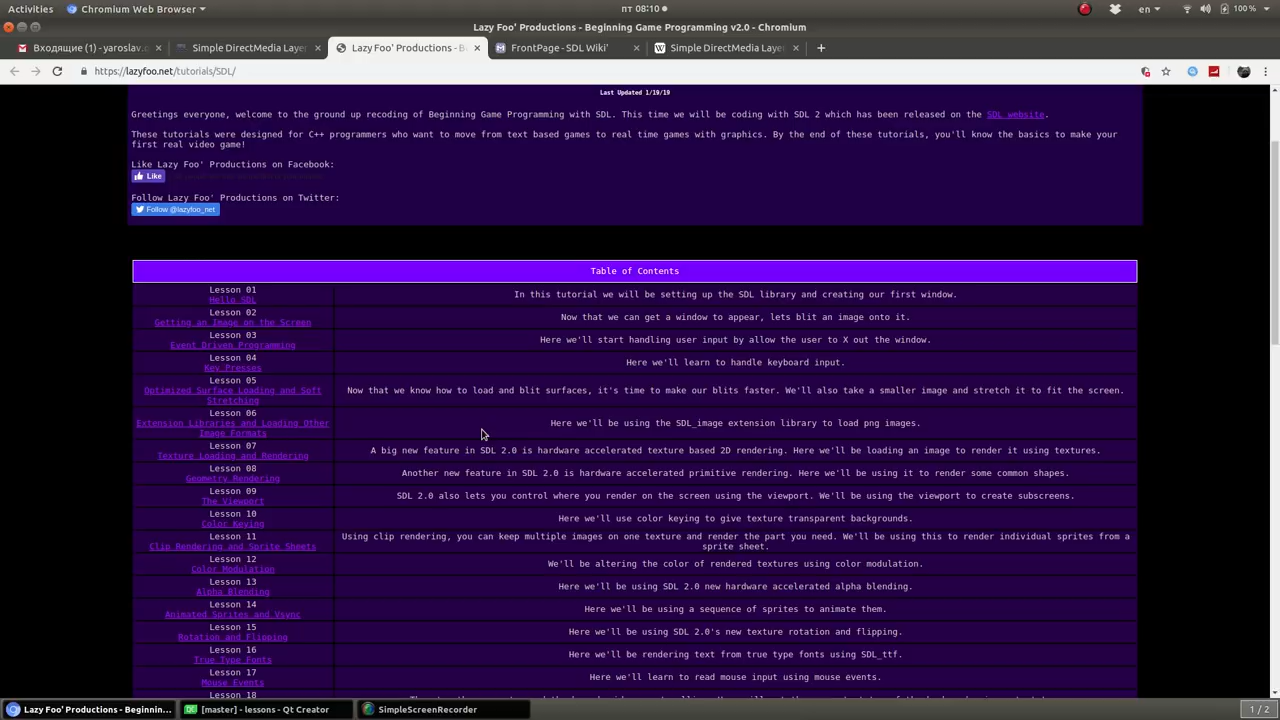 Activities
Chromium Web Browser
пт 08:10
en
100 %
Lazy Foo' Productions - Beginning Game Programming v2.0 - Chromium
Входящие (1) - yaroslav.o
Simple DirectMedia Layer
Lazy Foo' Productions - B
FrontPage - SDL Wiki'
Simple DirectMedia Layer
https://lazyfoo.net/tutorials/SDL/
Last Updated 1/19/19
Greetings everyone, welcome to the ground up recoding of Beginning Game Programming with SDL. This time we will be coding with SDL 2 which has been released on the SDL website.
These tutorials were designed for C++ programmers who want to move from text based games to real time games with graphics. By the end of these tutorials, you'll know the basics to make your
first real video game!
Like Lazy Foo' Productions on Facebook:
Like
Follow Lazy Foo' Productions on Twitter:
Follow @lazyfoo_net
Table of Contents
Lesson 01
Hello SDL
In this tutorial we will be setting up the SDL library and creating our first window.
Lesson 02
Getting an Image on the Screen
Now that we can get a window to appear, lets blit an image onto it.
Lesson 03
Event Driven Programming
Here we'll start handling user input by allow the user to X out the window.
Lesson 04
Key Presses
Here we'll learn to handle keyboard input.
Lesson 05
Optimized Surface Loading and Soft
Stretching
Now that we know how to load and blit surfaces, it's time to make our blits faster. We'll also take a smaller image and stretch it to fit the screen.
Lesson 06
Extension Libraries and Loading Other
Image Formats
Here we'll be using the SDL_image extension library to load png images.
Lesson 07
Texture Loading and Rendering
A big new feature in SDL 2.0 is hardware accelerated texture based 2D rendering. Here we'll be loading an image to render it using textures.
Lesson 08
Geometry Rendering
Another new feature in SDL 2.0 is hardware accelerated primitive rendering. Here we'll be using it to render some common shapes.
Lesson 09
The Viewport
SDL 2.0 also lets you control where you render on the screen using the viewport. We'll be using the viewport to create subscreens.
Lesson 10
Color Keying
Here we'll use color keying to give texture transparent backgrounds.
Lesson 11
Clip Rendering and Sprite Sheets
Using clip rendering, you can keep multiple images on one texture and render the part you need. We'll be using this to render individual sprites from a
sprite sheet.
Lesson 12
Color Modulation
We'll be altering the color of rendered textures using color modulation.
Lesson 13
Alpha Blending
Here we'll be using SDL 2.0 new hardware accelerated alpha blending.
Lesson 14
Animated Sprites and Vsync
Here we'll be using a sequence of sprites to animate them.
Lesson 15
Rotation and Flipping
Here we'll be using SDL 2.0's new texture rotation and flipping.
Lesson 16
True Type Fonts
Here we'll be rendering text from true type fonts using SDL_ttf.
Lesson 17
Mouse Events
Here we'll learn to read mouse input using mouse events.
Lesson 18
Lazy Foo' Productions - Beginnin...
[master] - lessons - Qt Creator
SimpleScreenRecorder
1 / 2